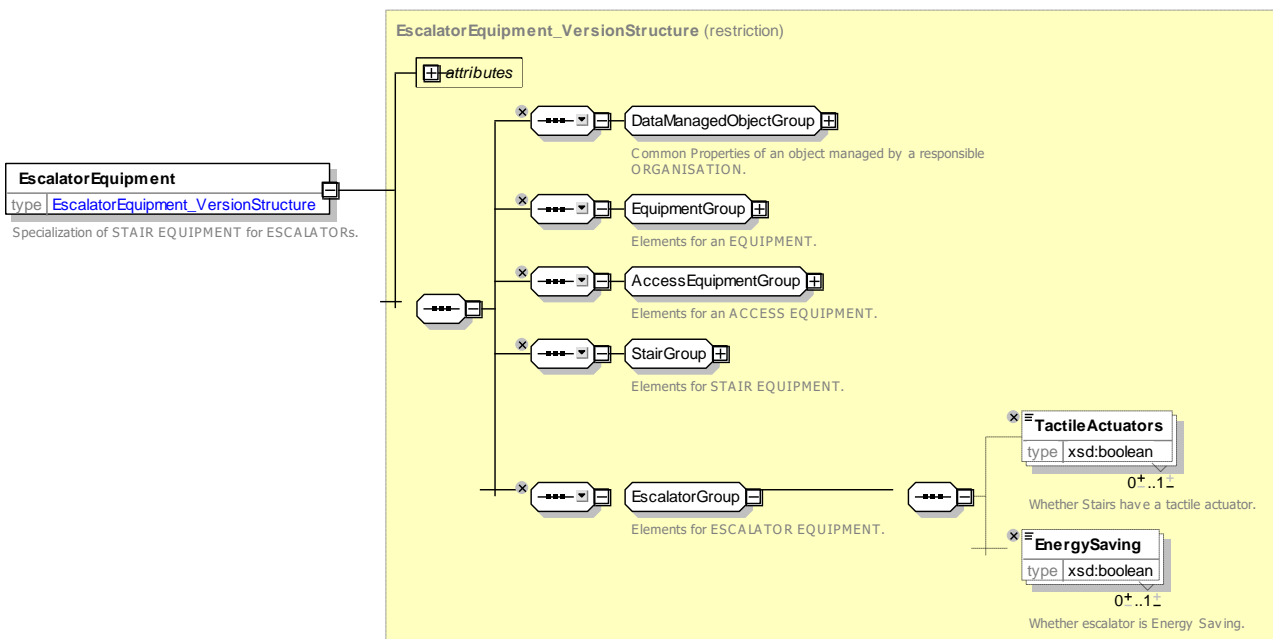 EscalatorEquipment_VersionStructure (restriction)
attributes
DataManagedObjectGroup
Common Properties of an object managed by a responsible
ORGANISATION.
EscalatorEquipment
type EscalatorEquipment_VersionStructure
Specialization of STAIR EQUIPMENT for ESCALATORs.
EquipmentGroup
Elements for an EQUIPMENT.
AccessEquipmentGroup
Elements for an ACCESS EQUIPMENT.
StairGroup
Elements for STAIR EQUIPMENT.
EscalatorGroup
Elements for ESCALATOR EQUIPMENT.
TactileActuators
type xsd:boolean
0..1
Whether Stairs have a tactile actuator.
EnergySaving
type xsd:boolean
0..1
Whether escalator is Energy Saving.